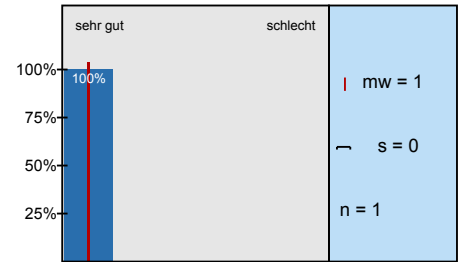 sehr gut schlecht
100%
100%
75%
50%
25%
mw = 1
s = 0
n = 1